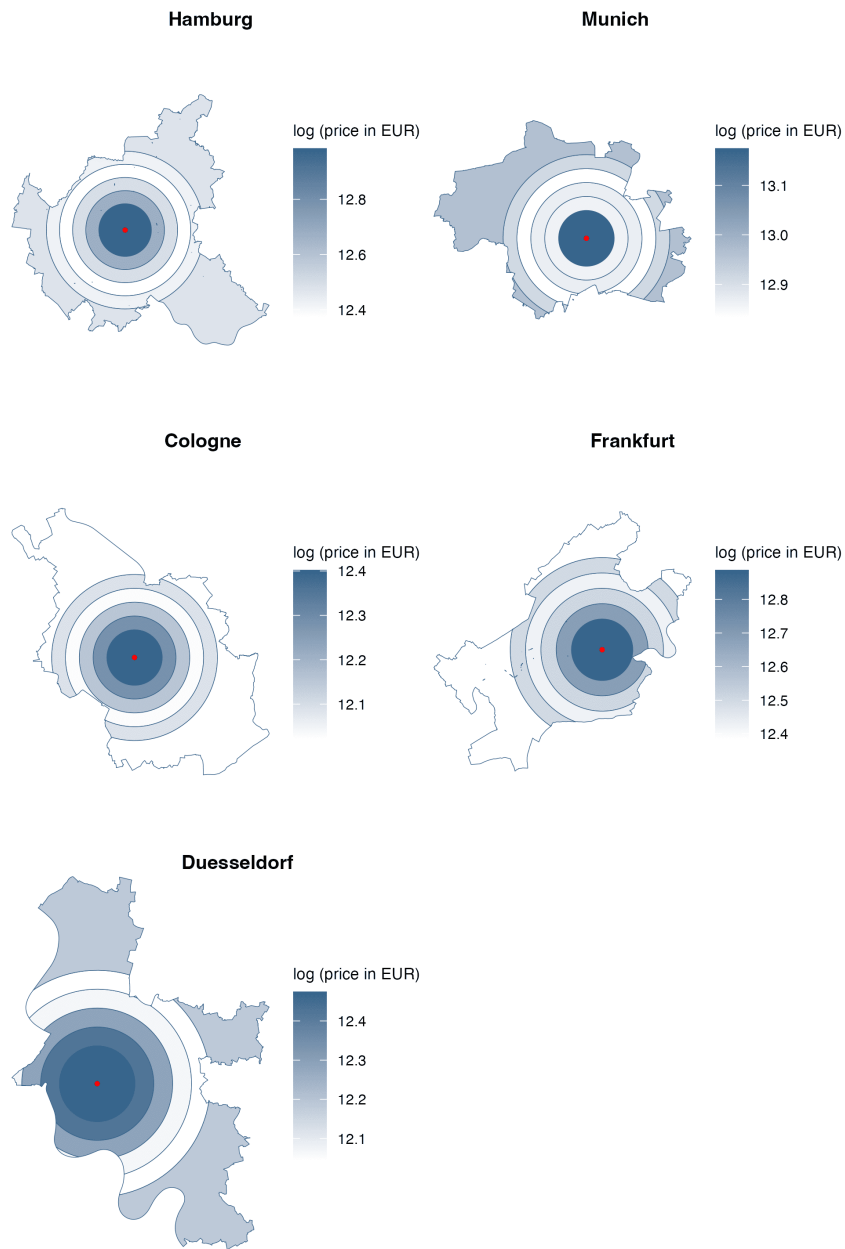 Hamburg
log (price in EUR)
12.8
12.6
12.4
Munich
log (price in EUR)
13.1
13.0
12.9
Cologne
log (price in EUR)
12.4
12.3
12.2
12.1
Frankfurt
log (price in EUR)
12.8
12.7
12.6
12.5
12.4
Duesseldorf
log (price in EUR)
12.4
12.3
12.2
12.1